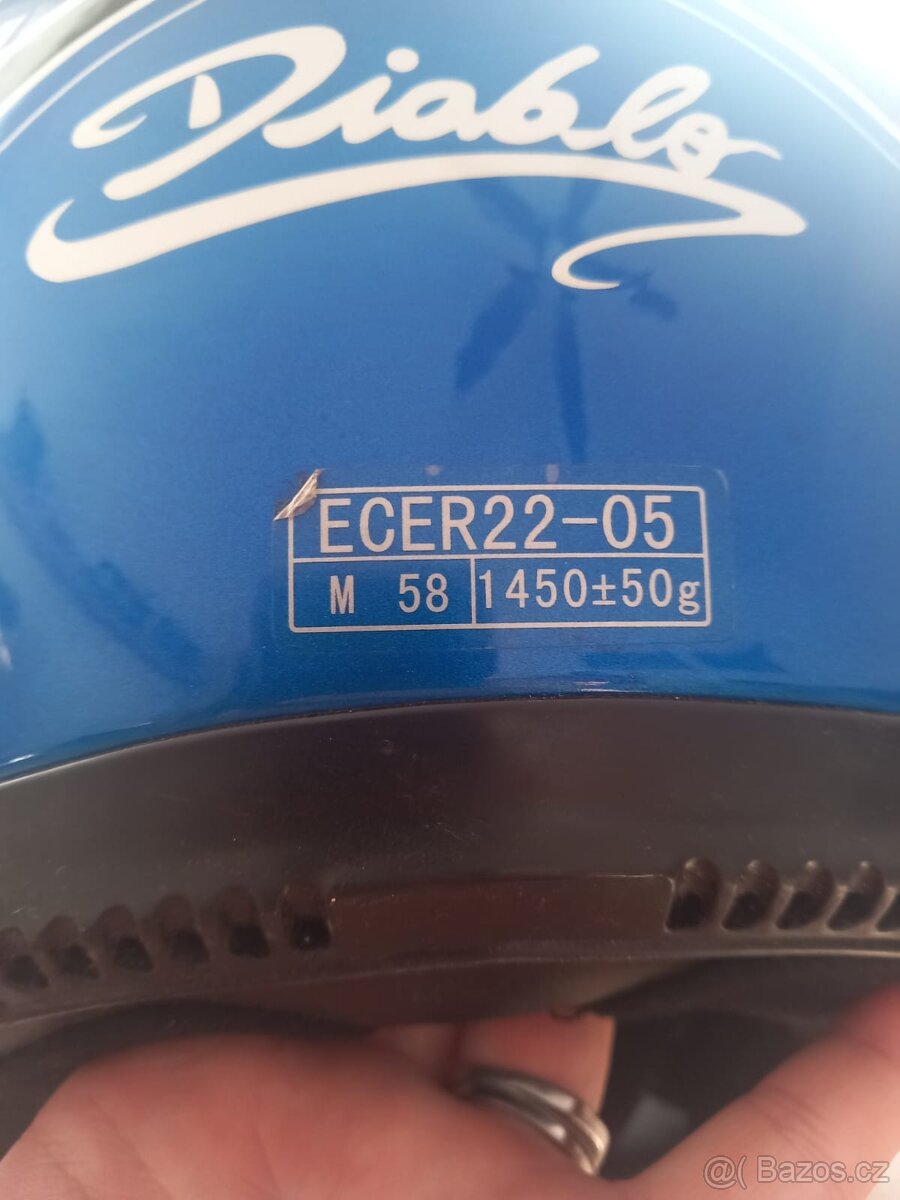 Diablo
ECER22-05
M 58 1450±50g
@( Bazos.cz